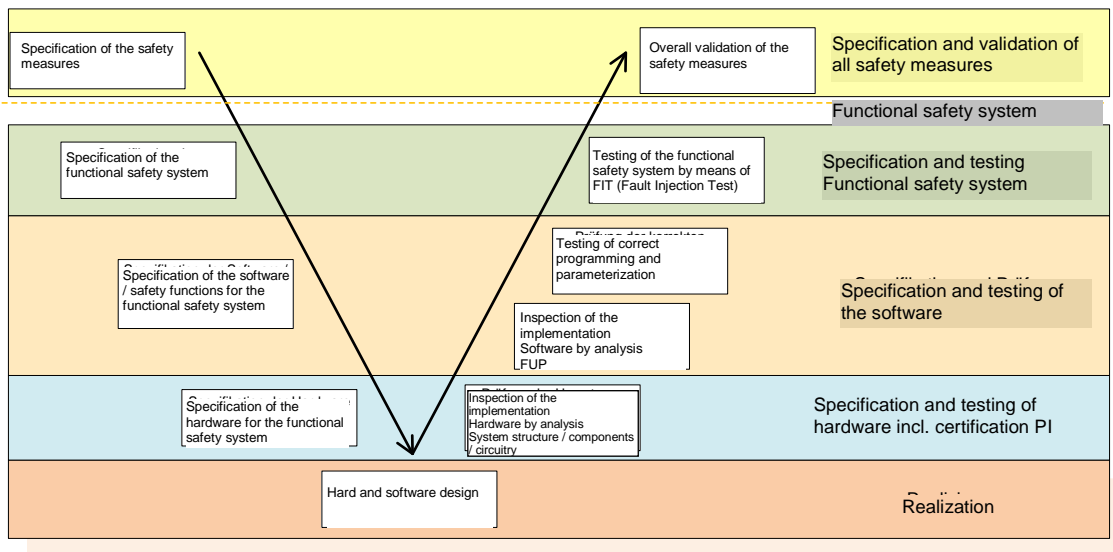 Specification of the safety
measures
Overall validation of the
safety measures
Specification and validation of
all safety measures
Functional safety system
Specification of the
functional safety system
Testing of the functional
safety system by means of
FIT (Fault Injection Test)
Specification and testing
Functional safety system
Testing of correct
programming and
parameterization
Specification of the software
/ safety functions for the
functional safety system
Specification and testing of
the software
Inspection of the
implementation
Software by analysis
FUP
Specification of the
hardware for the functional
safety system
Inspection of the
implementation
Hardware by analysis
System structure / components
/ circuitry
Specification and testing of
hardware incl. certification PI
Hard and software design
Realization